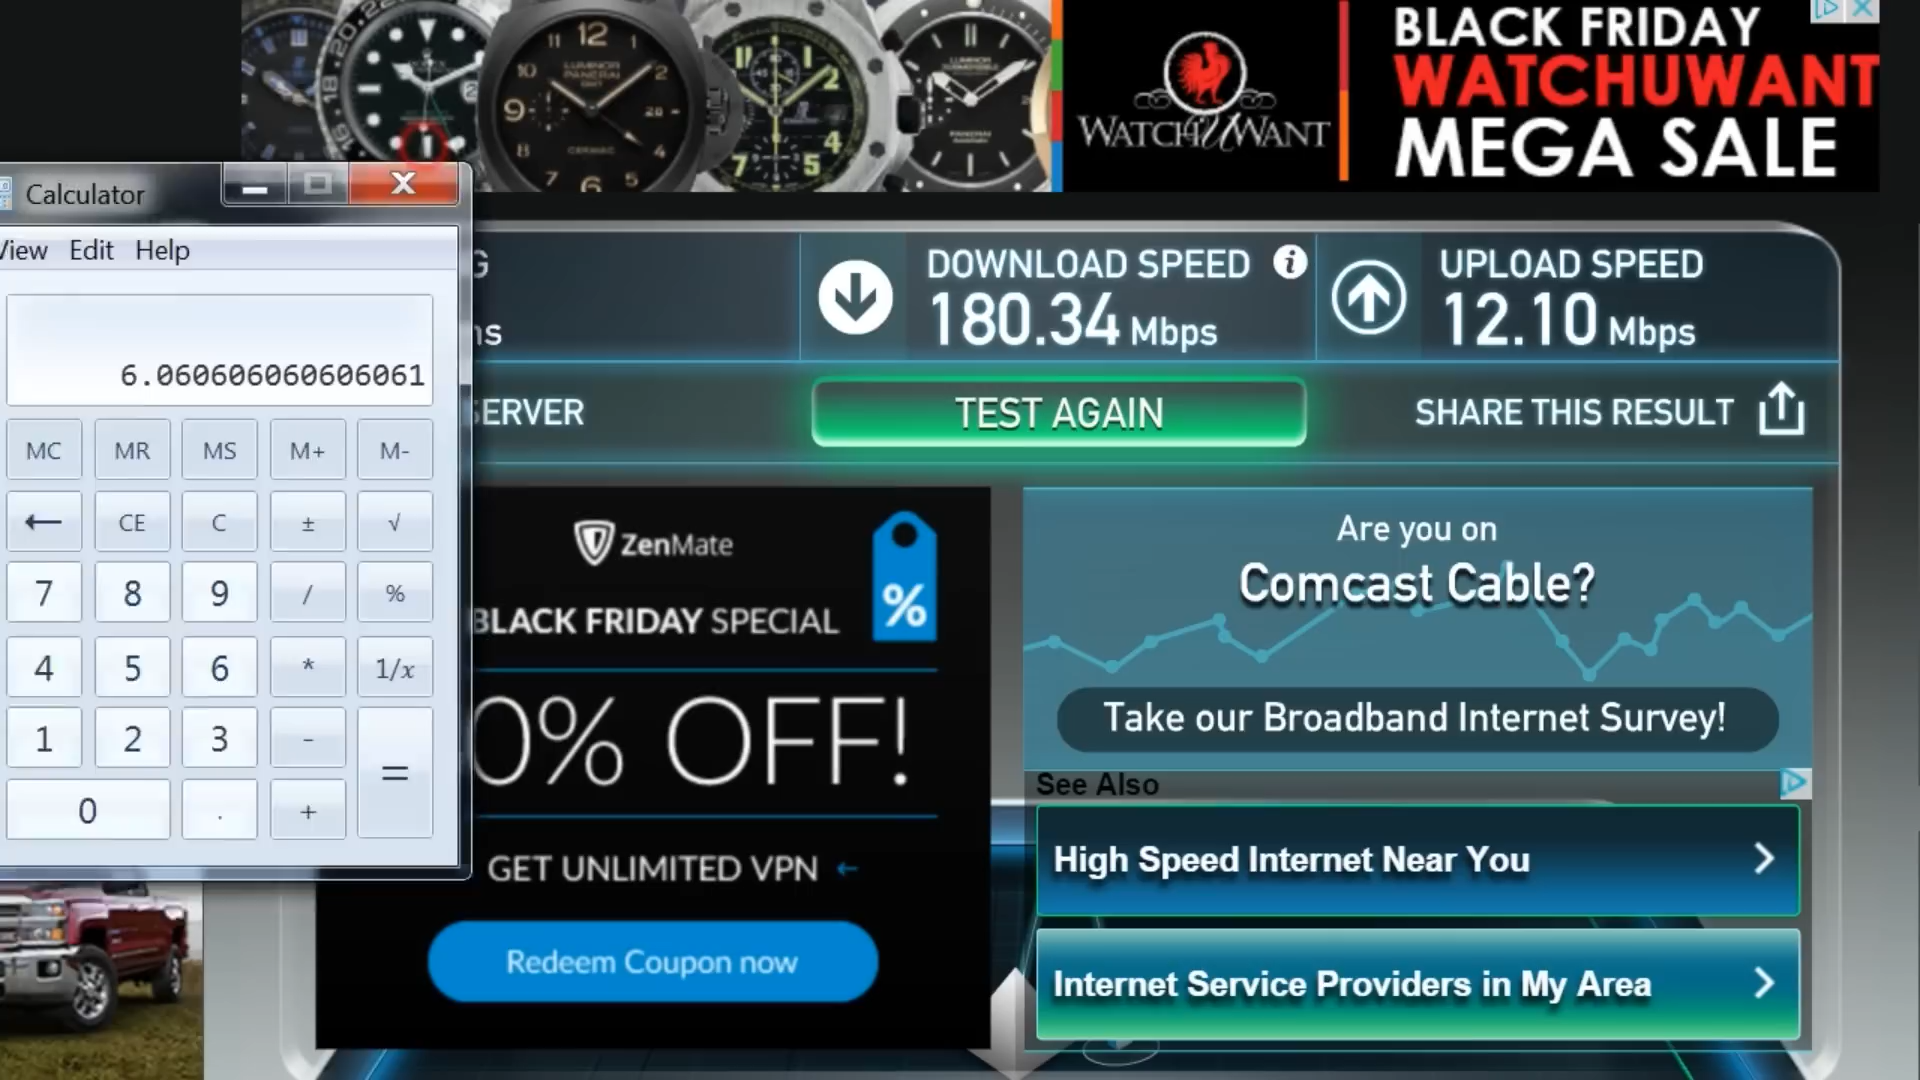 BLACK FRIDAY
WATCHUWANT
MEGA SALE
WATCHUWANT
Calculator
View Edit Help
6.060606060606061
MC MR MS M+ M-
← CE C ± √
7 8 9 / %
4 5 6 * 1/x
1 2 3 -
=
0 . +
G
ms
DOWNLOAD SPEED
180.34 Mbps
UPLOAD SPEED
12.10 Mbps
SERVER
TEST AGAIN
SHARE THIS RESULT
ZenMate
%
BLACK FRIDAY SPECIAL
0% OFF!
GET UNLIMITED VPN ←
Redeem Coupon now
Are you on
Comcast Cable?
Take our Broadband Internet Survey!
See Also
High Speed Internet Near You
Internet Service Providers in My Area